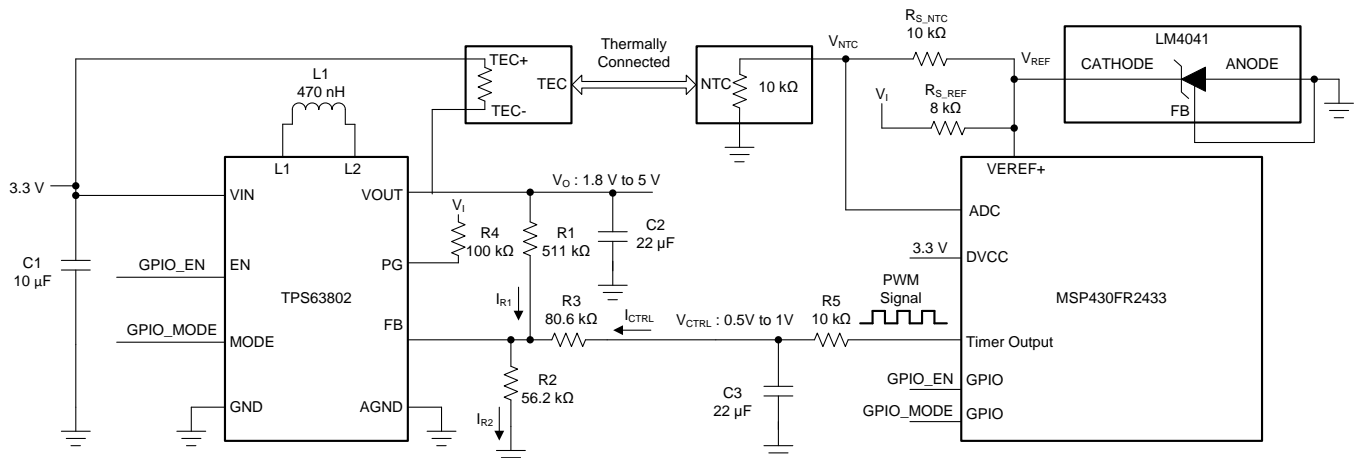 L1
470 nH
TEC+
TEC-
TEC
Thermally
Connected
NTC
10 kΩ
V_NTC
R_S_NTC
10 kΩ
V_I
R_S_REF
8 kΩ
V_REF
LM4041
CATHODE
ANODE
FB
3.3 V
C1
10 µF
L1
L2
VIN
VOUT
EN
PG
TPS63802
FB
MODE
GND
AGND
GPIO_EN
GPIO_MODE
V_O : 1.8 V to 5 V
V_I
R4
100 kΩ
R1
511 kΩ
C2
22 µF
I_R1
R3
80.6 kΩ
I_CTRL
V_CTRL : 0.5V to 1V
R2
56.2 kΩ
I_R2
C3
22 µF
R5
10 kΩ
PWM
Signal
VEREF+
ADC
3.3 V
DVCC
MSP430FR2433
Timer Output
GPIO_EN
GPIO
GPIO_MODE
GPIO